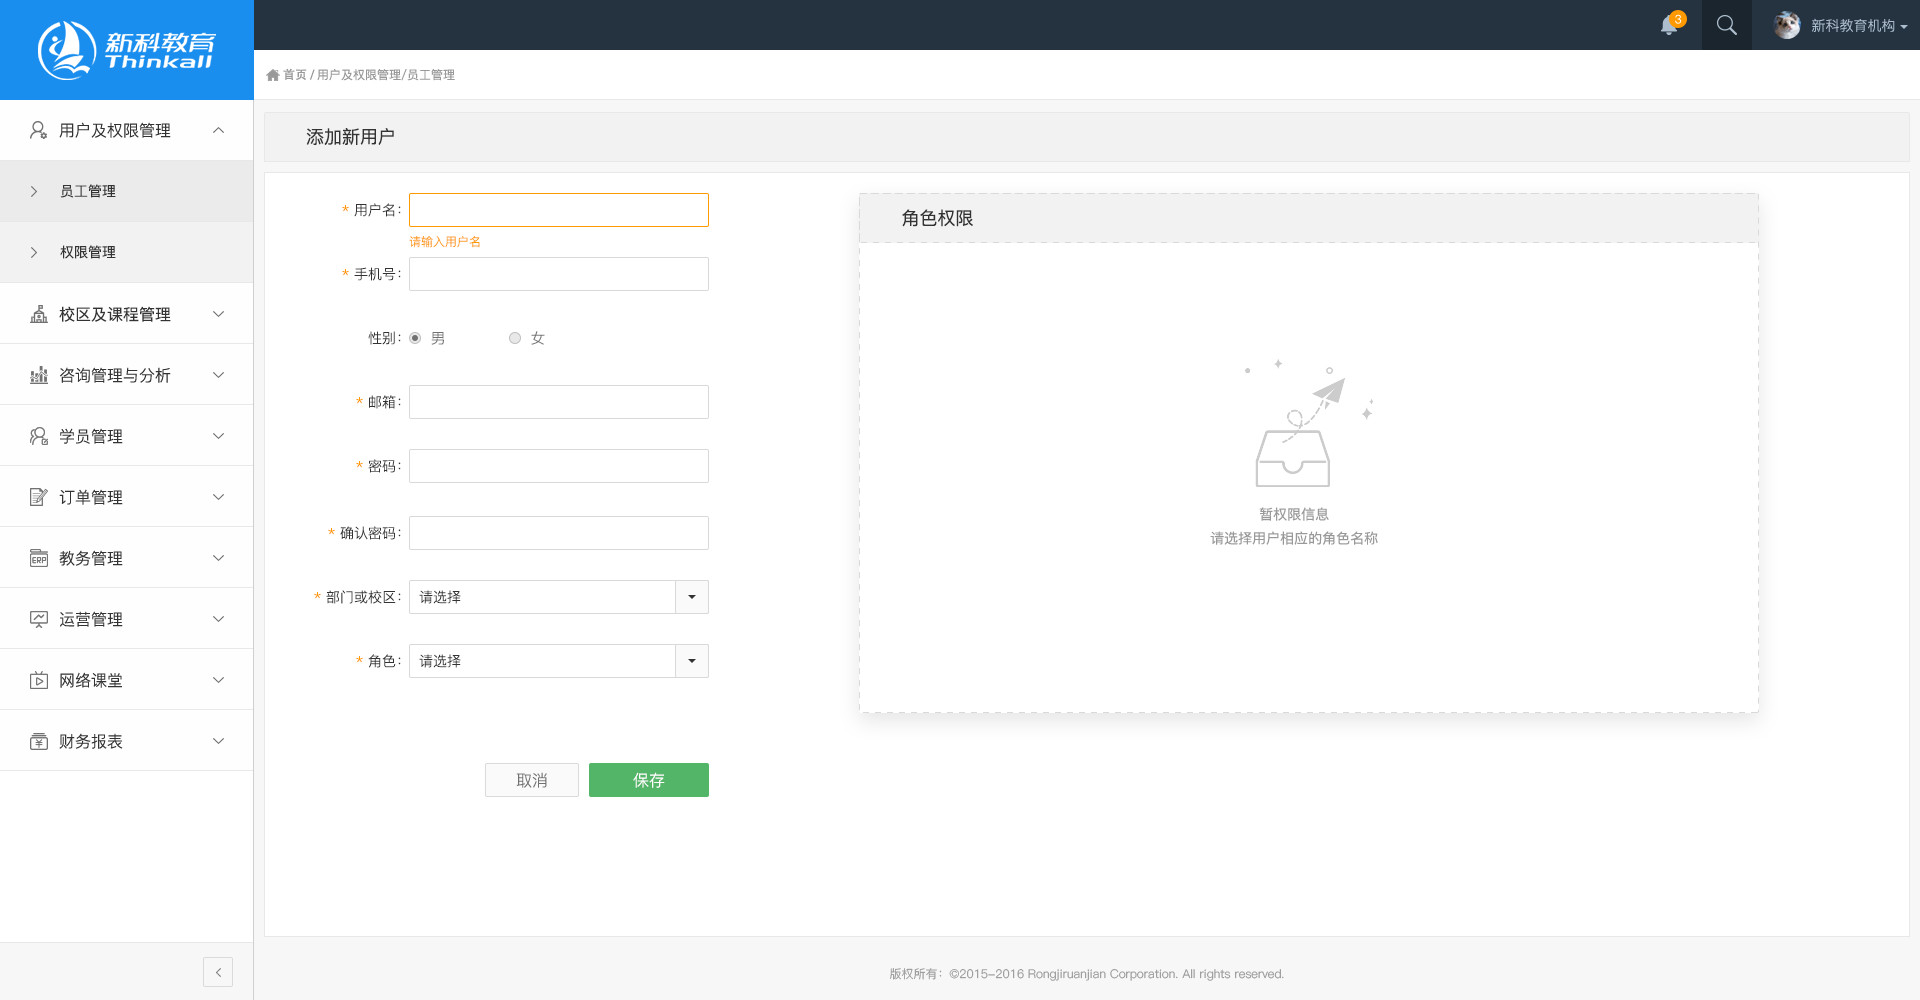 新科教育
Thinkall
3
新科教育机构
首页 / 用户及权限管理/员工管理
用户及权限管理
员工管理
权限管理
校区及课程管理
咨询管理与分析
学员管理
订单管理
ERP
教务管理
运营管理
网络课堂
¥
财务报表
添加新用户
* 用户名:
请输入用户名
* 手机号:
性别: 男 女
* 邮箱:
* 密码:
* 确认密码:
* 部门或校区: 请选择
* 角色: 请选择
取消 保存
角色权限
暂权限信息
请选择用户相应的角色名称
版权所有: ©2015-2016 Rongjiruanjian Corporation. All rights reserved.